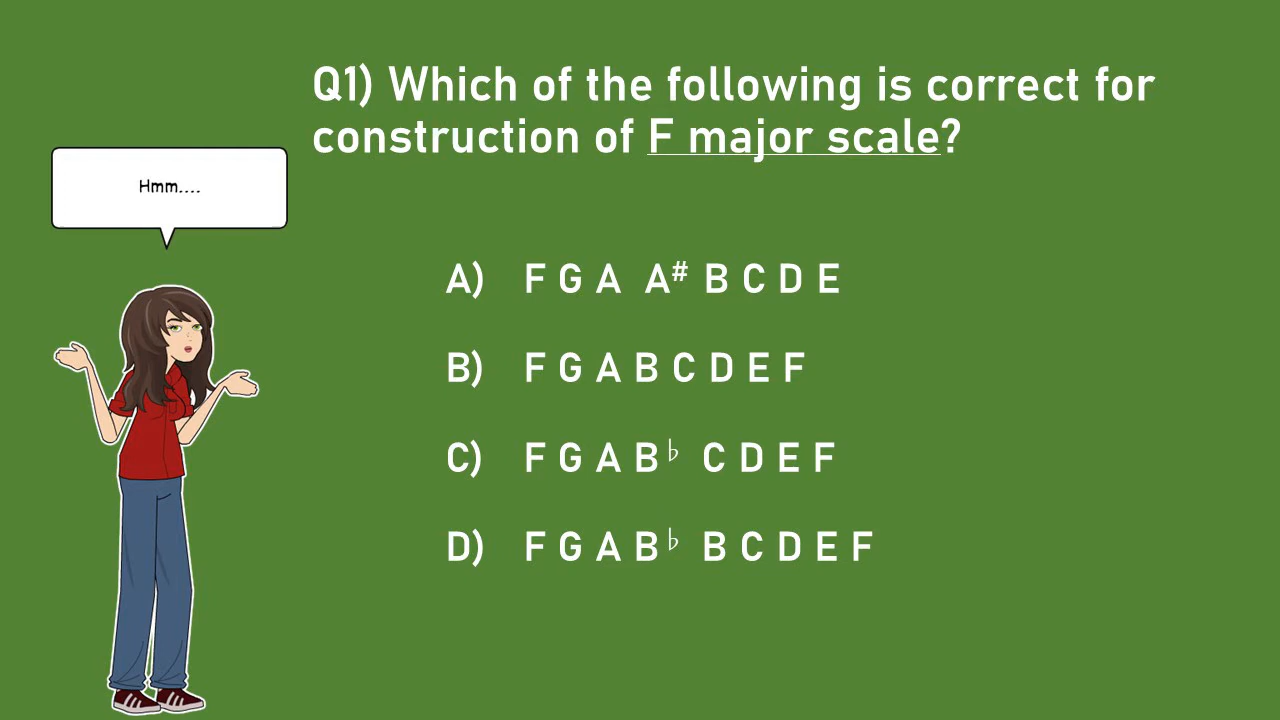 Q1) Which of the following is correct for
construction of F major scale?
Hmm....
A) F G A A# B C D E
B) F G A B C D E F
C) F G A B♭ C D E F
D) F G A B♭ B C D E F